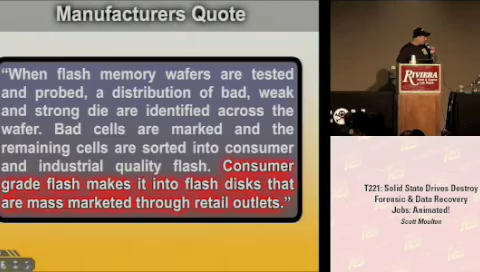 Manufacturers Quote
“When flash memory wafers are tested
and probed, a distribution of bad, weak
and strong die are identified across the
wafer. Bad cells are marked and the
remaining cells are sorted into consumer
and industrial quality flash. Consumer
grade flash makes it into flash disks that
are mass marketed through retail outlets.”
RIVIERA
T221: Solid State Drives Destroy
Forensic & Data Recovery
Jobs: Animated!
Scott Moulton